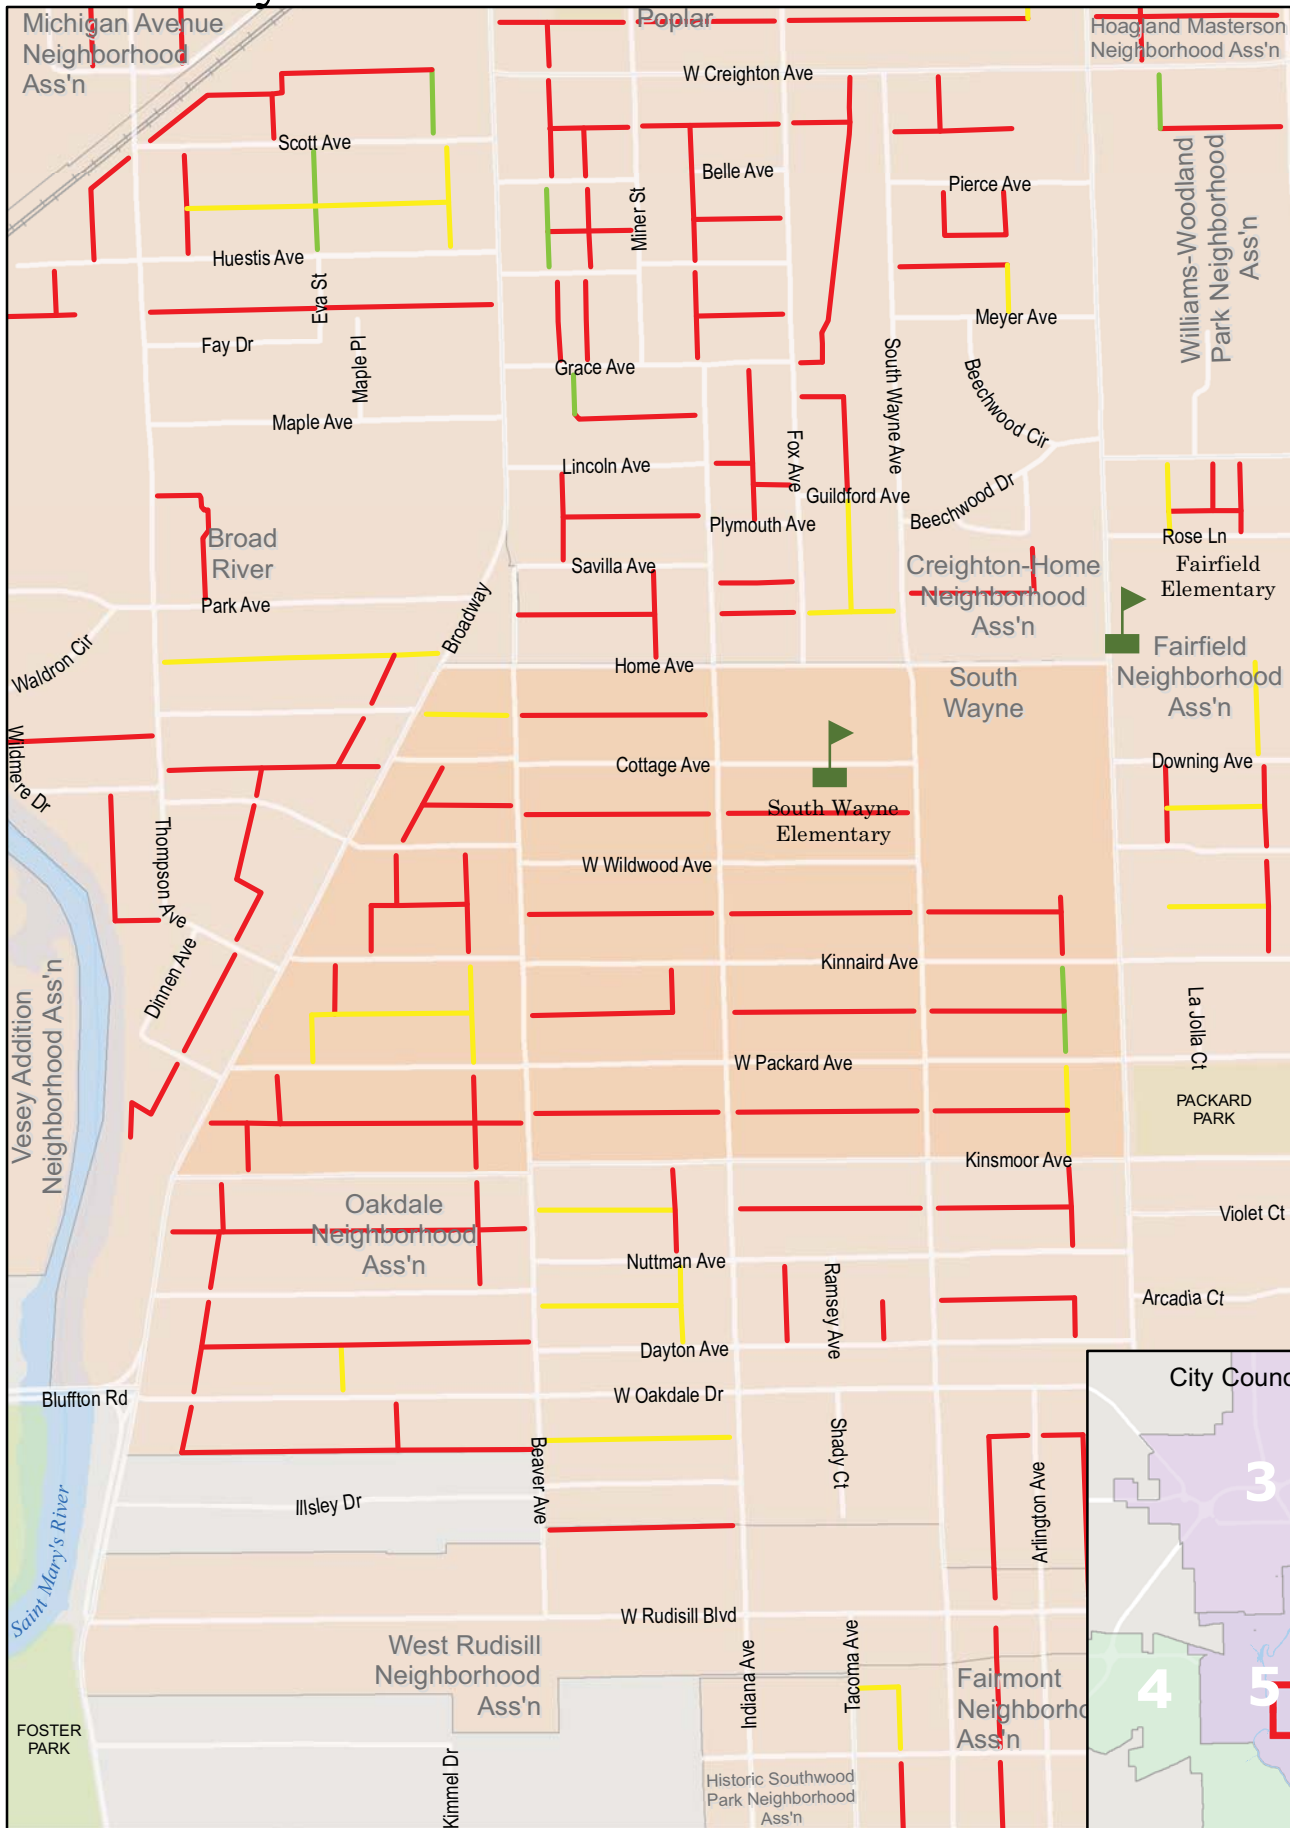 Michigan Avenue
Neighborhood
Ass'n
Poplar
Hoagland Masterson
Neighborhood Ass'n
W Creighton Ave
Scott Ave
Belle Ave
Pierce Ave
Miner St
Williams-Woodland
Park Neighborhood
Ass'n
Huestis Ave
Eva St
Meyer Ave
Fay Dr
Maple Pl
Grace Ave
South Wayne Ave
Beechwood Cir
Maple Ave
Fox Ave
Lincoln Ave
Guildford Ave
Beechwood Dr
Plymouth Ave
Broad
River
Rose Ln
Fairfield
Elementary
Savilla Ave
Creighton-Home
Neighborhood
Ass'n
Park Ave
Broadway
Waldron Cir
Home Ave
South
Wayne
Fairfield
Neighborhood
Ass'n
Wildmere Dr
Cottage Ave
Downing Ave
South Wayne
Elementary
Thompson Ave
W Wildwood Ave
Dinnen Ave
Kinnaird Ave
Vesey Addition
Neighborhood Ass'n
La Jolla Ct
W Packard Ave
PACKARD
PARK
Kinsmoor Ave
Oakdale
Neighborhood
Ass'n
Violet Ct
Nuttman Ave
Ramsey Ave
Arcadia Ct
Dayton Ave
Bluffton Rd
W Oakdale Dr
City Counc
Beaver Ave
Shady Ct
Arlington Ave
3
Illsley Dr
Saint Mary's River
W Rudisill Blvd
West Rudisill
Neighborhood
Ass'n
Indiana Ave
Tacoma Ave
Fairmont
Neighborho
Ass'n
4
5
FOSTER
PARK
Kimmel Dr
Historic Southwood
Park Neighborhood
Ass'n